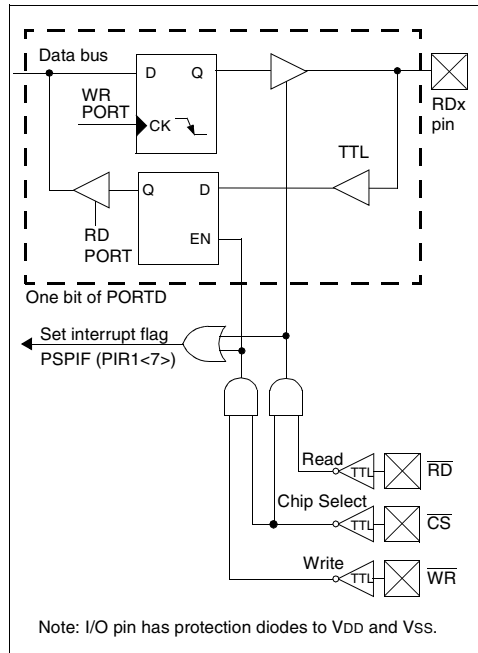 Data bus
D Q
WR
PORT
CK
RDx
pin
TTL
Q D
EN
RD
PORT
One bit of PORTD
Set interrupt flag
PSPIF (PIR1<7>)
Read
TTL
RD
Chip Select
TTL
CS
Write
TTL
WR
Note: I/O pin has protection diodes to VDD and VSS.